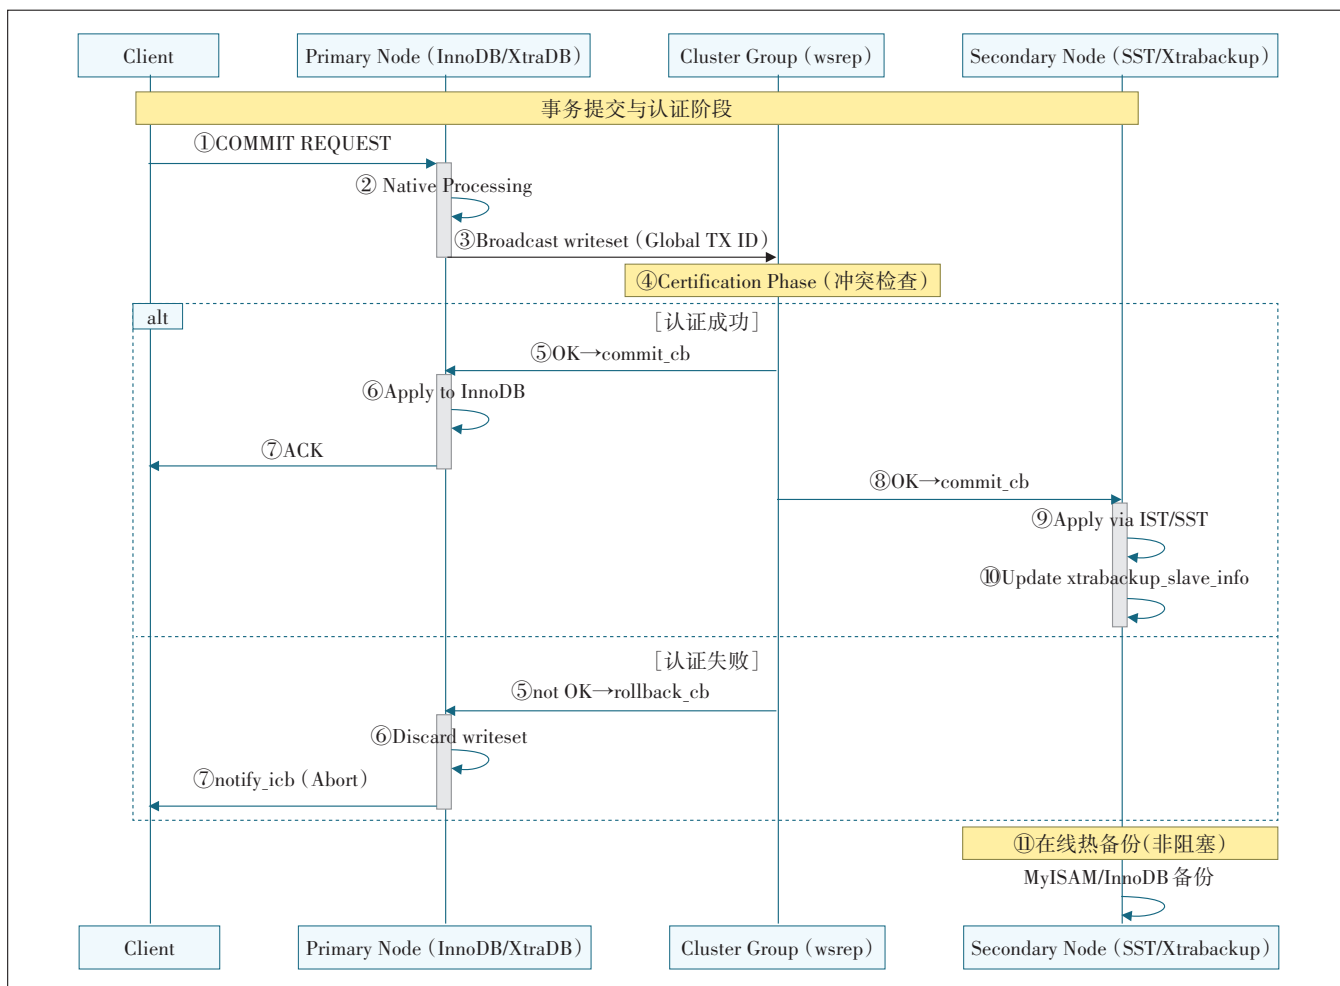 Client
Primary Node (InnoDB/XtraDB)
Cluster Group (wsrep)
Secondary Node (SST/Xtrabackup)
事务提交与认证阶段
①COMMIT REQUEST
② Native Processing
③Broadcast writeset (Global TX ID)
④Certification Phase (冲突检查)
alt
[认证成功]
⑤OK→commit_cb
⑥Apply to InnoDB
⑦ACK
⑧OK→commit_cb
⑨Apply via IST/SST
⑩Update xtrabackup_slave_info
[认证失败]
⑤not OK→rollback_cb
⑥Discard writeset
⑦notify_icb (Abort)
⑪在线热备份(非阻塞)
MyISAM/InnoDB 备份
Client
Primary Node (InnoDB/XtraDB)
Cluster Group (wsrep)
Secondary Node (SST/Xtrabackup)